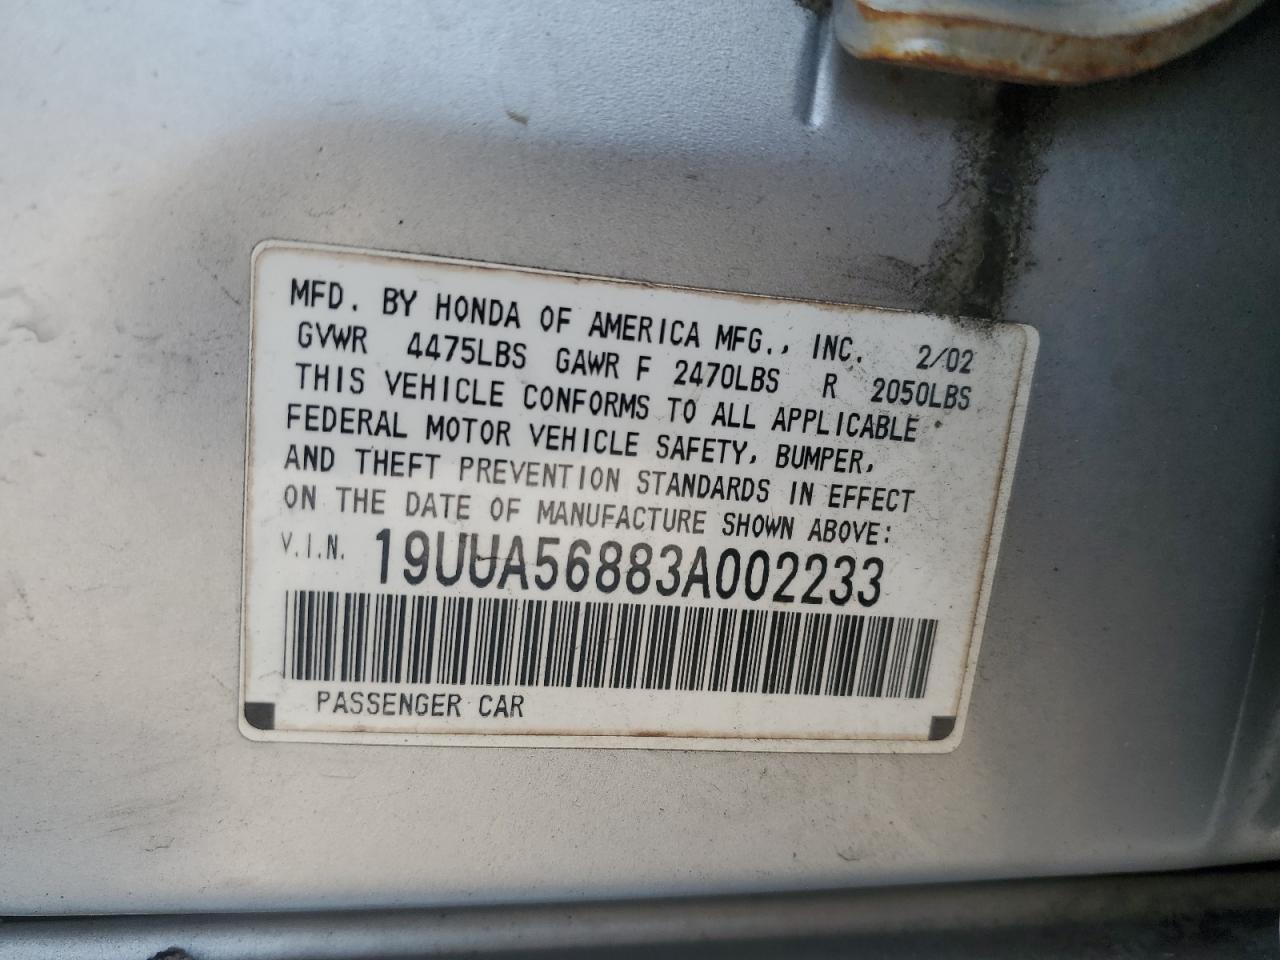 MFD. BY HONDA OF AMERICA MFG., INC. 2/02
GVWR 4475LBS GAWR F 2470LBS R 2050LBS
THIS VEHICLE CONFORMS TO ALL APPLICABLE
FEDERAL MOTOR VEHICLE SAFETY, BUMPER,
AND THEFT PREVENTION STANDARDS IN EFFECT
ON THE DATE OF MANUFACTURE SHOWN ABOVE:
V.I.N. 19UUA56883A002233
PASSENGER CAR